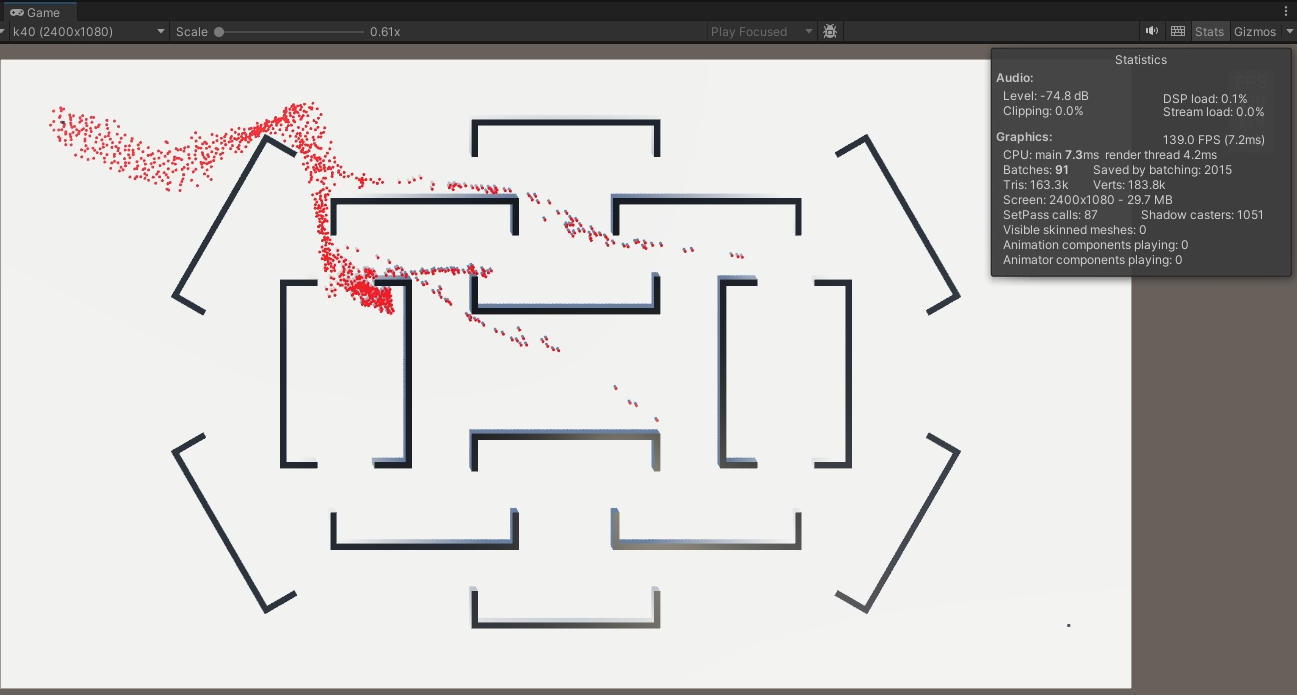 Game
k40 (2400x1080) Scale 0.61x Play Focused Stats Gizmos
Statistics
Audio:
Level: -74.8 dB DSP load: 0.1%
Clipping: 0.0% Stream load: 0.0%
Graphics: 139.0 FPS (7.2ms)
CPU: main 7.3ms render thread 4.2ms
Batches: 91 Saved by batching: 2015
Tris: 163.3k Verts: 183.8k
Screen: 2400x1080 - 29.7 MB
SetPass calls: 87 Shadow casters: 1051
Visible skinned meshes: 0
Animation components playing: 0
Animator components playing: 0